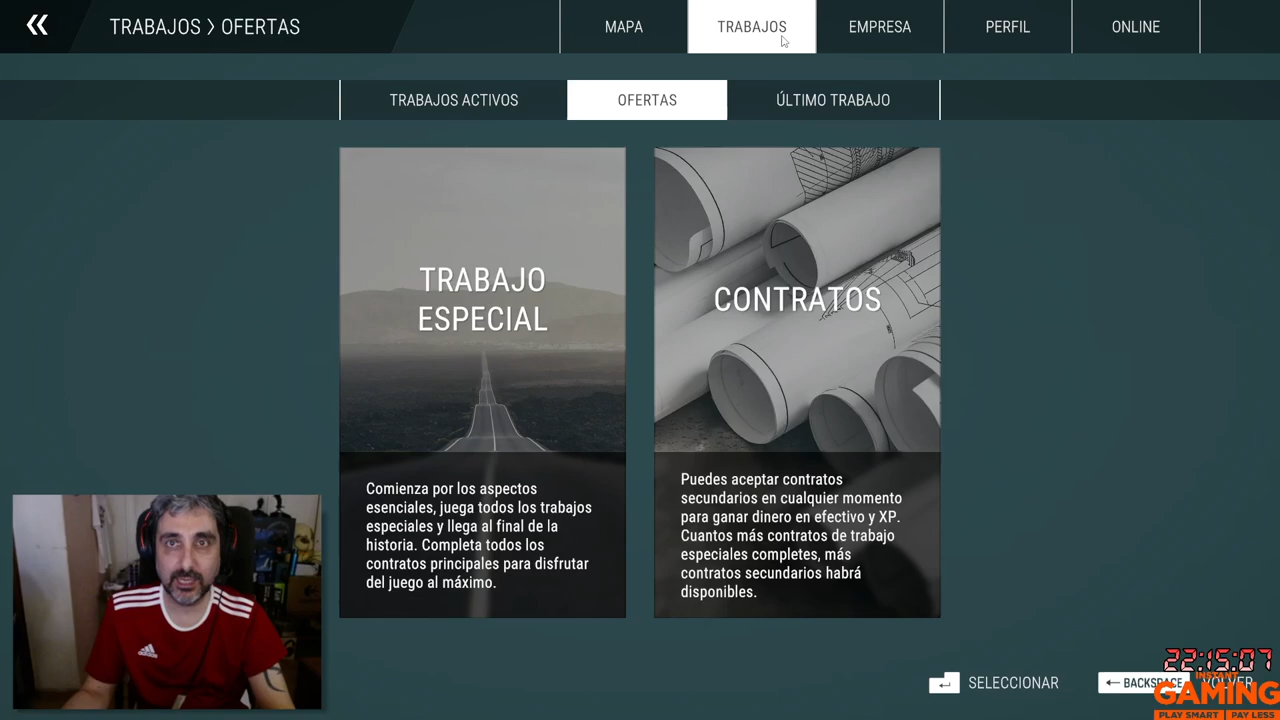 TRABAJOS > OFERTAS
MAPA
TRABAJOS
EMPRESA
PERFIL
ONLINE
TRABAJOS ACTIVOS
OFERTAS
ÚLTIMO TRABAJO
TRABAJO
ESPECIAL
Comienza por los aspectos
esenciales, juega todos los trabajos
especiales y llega al final de la
historia. Completa todos los
contratos principales para disfrutar
del juego al máximo.
CONTRATOS
Puedes aceptar contratos
secundarios en cualquier momento
para ganar dinero en efectivo y XP.
Cuantos más contratos de trabajo
especiales completes, más
contratos secundarios habrá
disponibles.
adidas
SELECCIONAR
← BACKSPACE
VOLVER
22:15:07
INSTANT
GAMING
PLAY SMART | PAY LESS